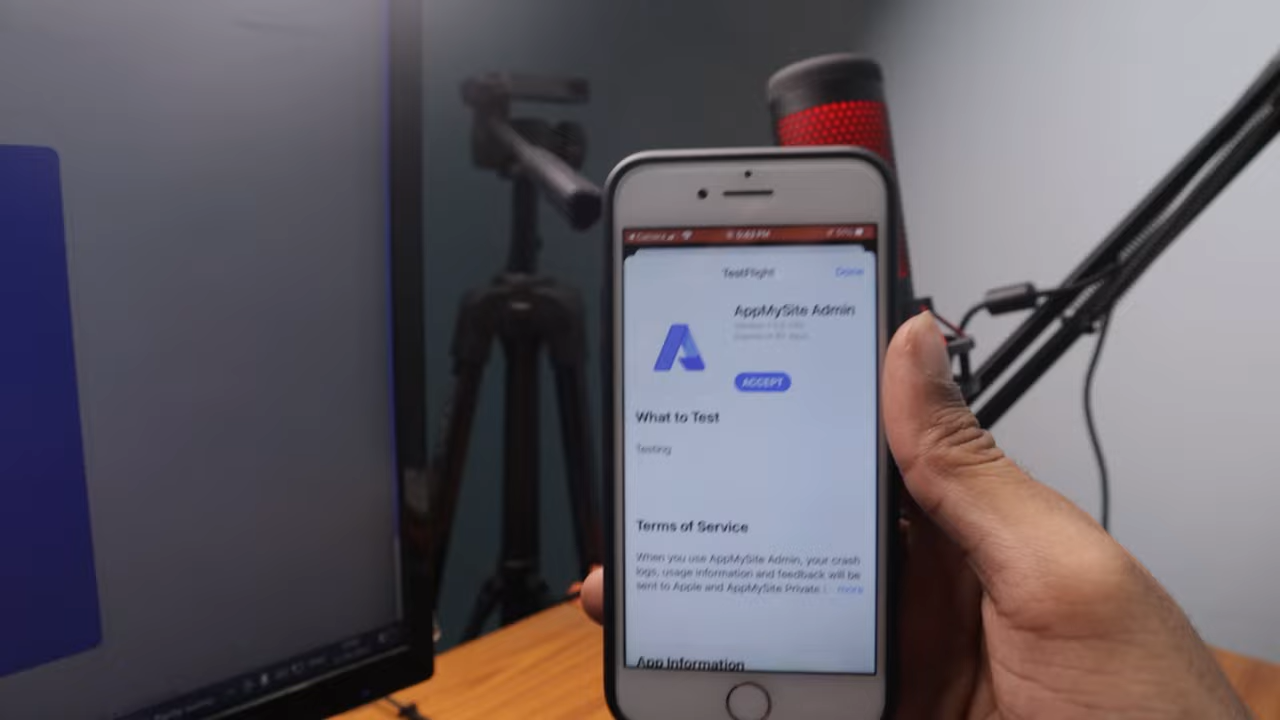 Camera
TestFlight
Done
AppMySite Admin
ACCEPT
What to Test
Testing
Terms of Service
When you use AppMySite Admin, your crash
logs, usage information and feedback will be
sent to Apple and AppMySite Private
more
App Information